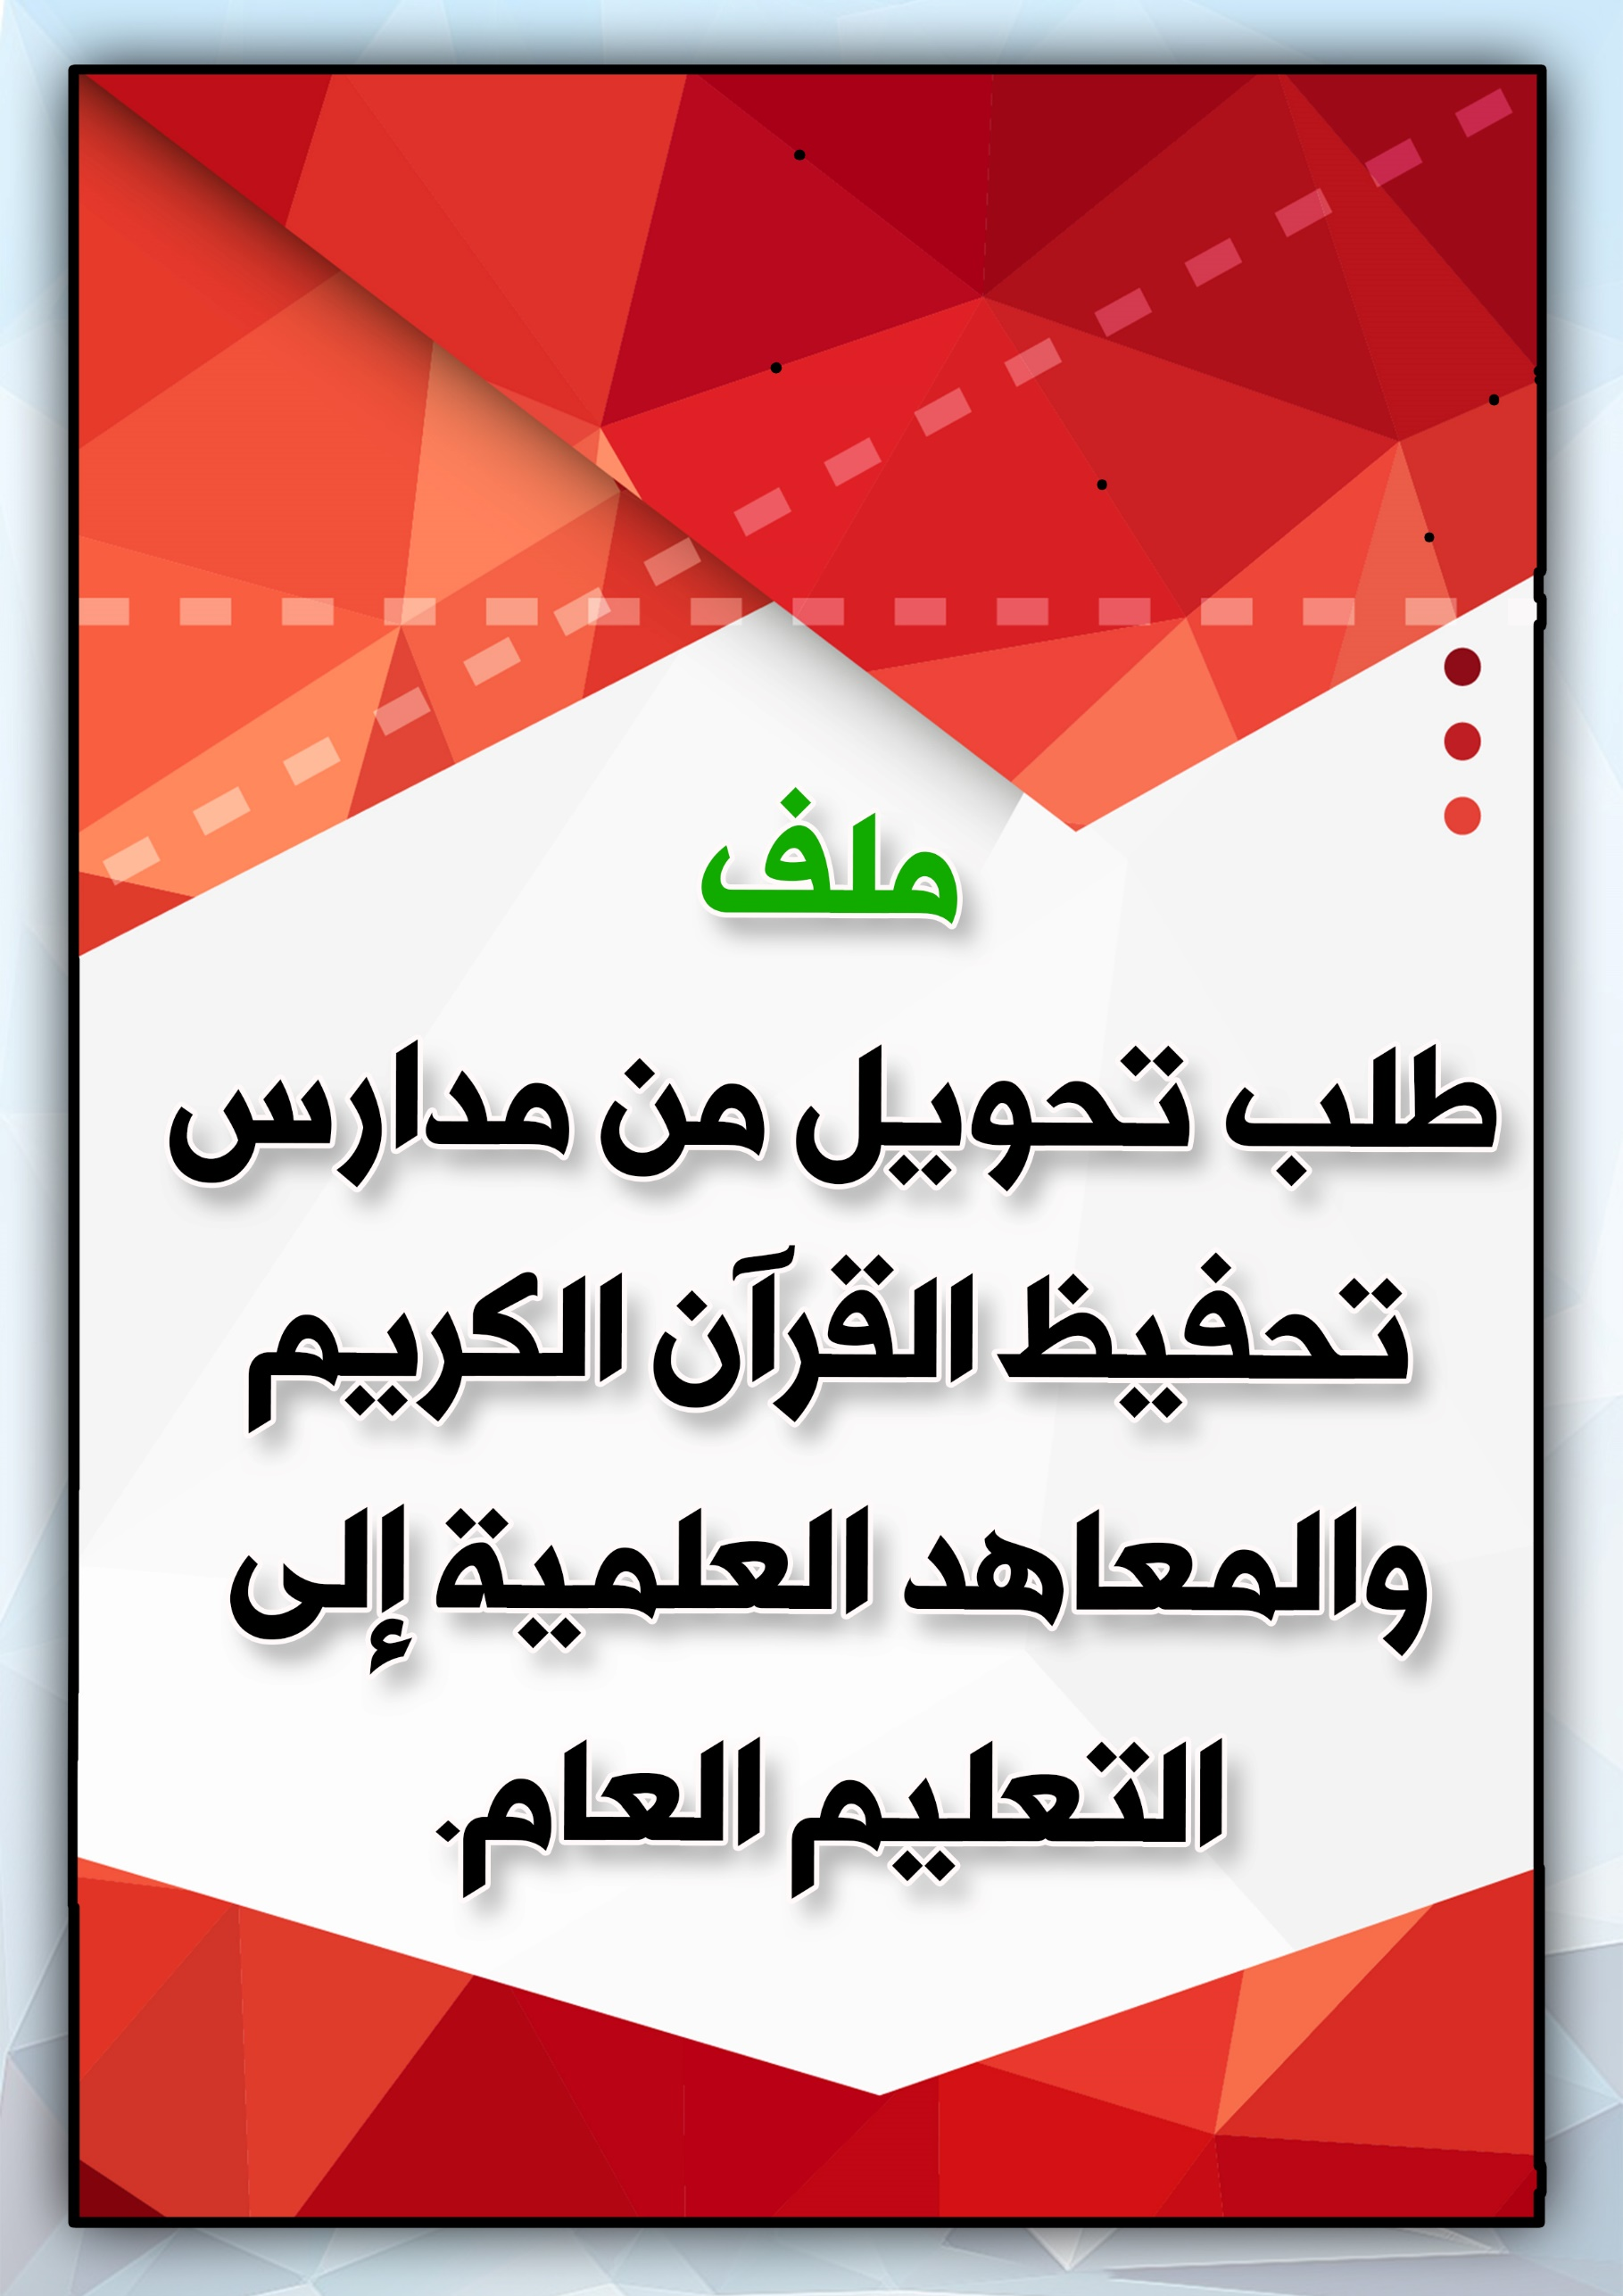 ملف
طلب تحويل من مدارس
تحفيظ القرآن الكريم
والمعاهد العلمية إلى
التعليم العام.